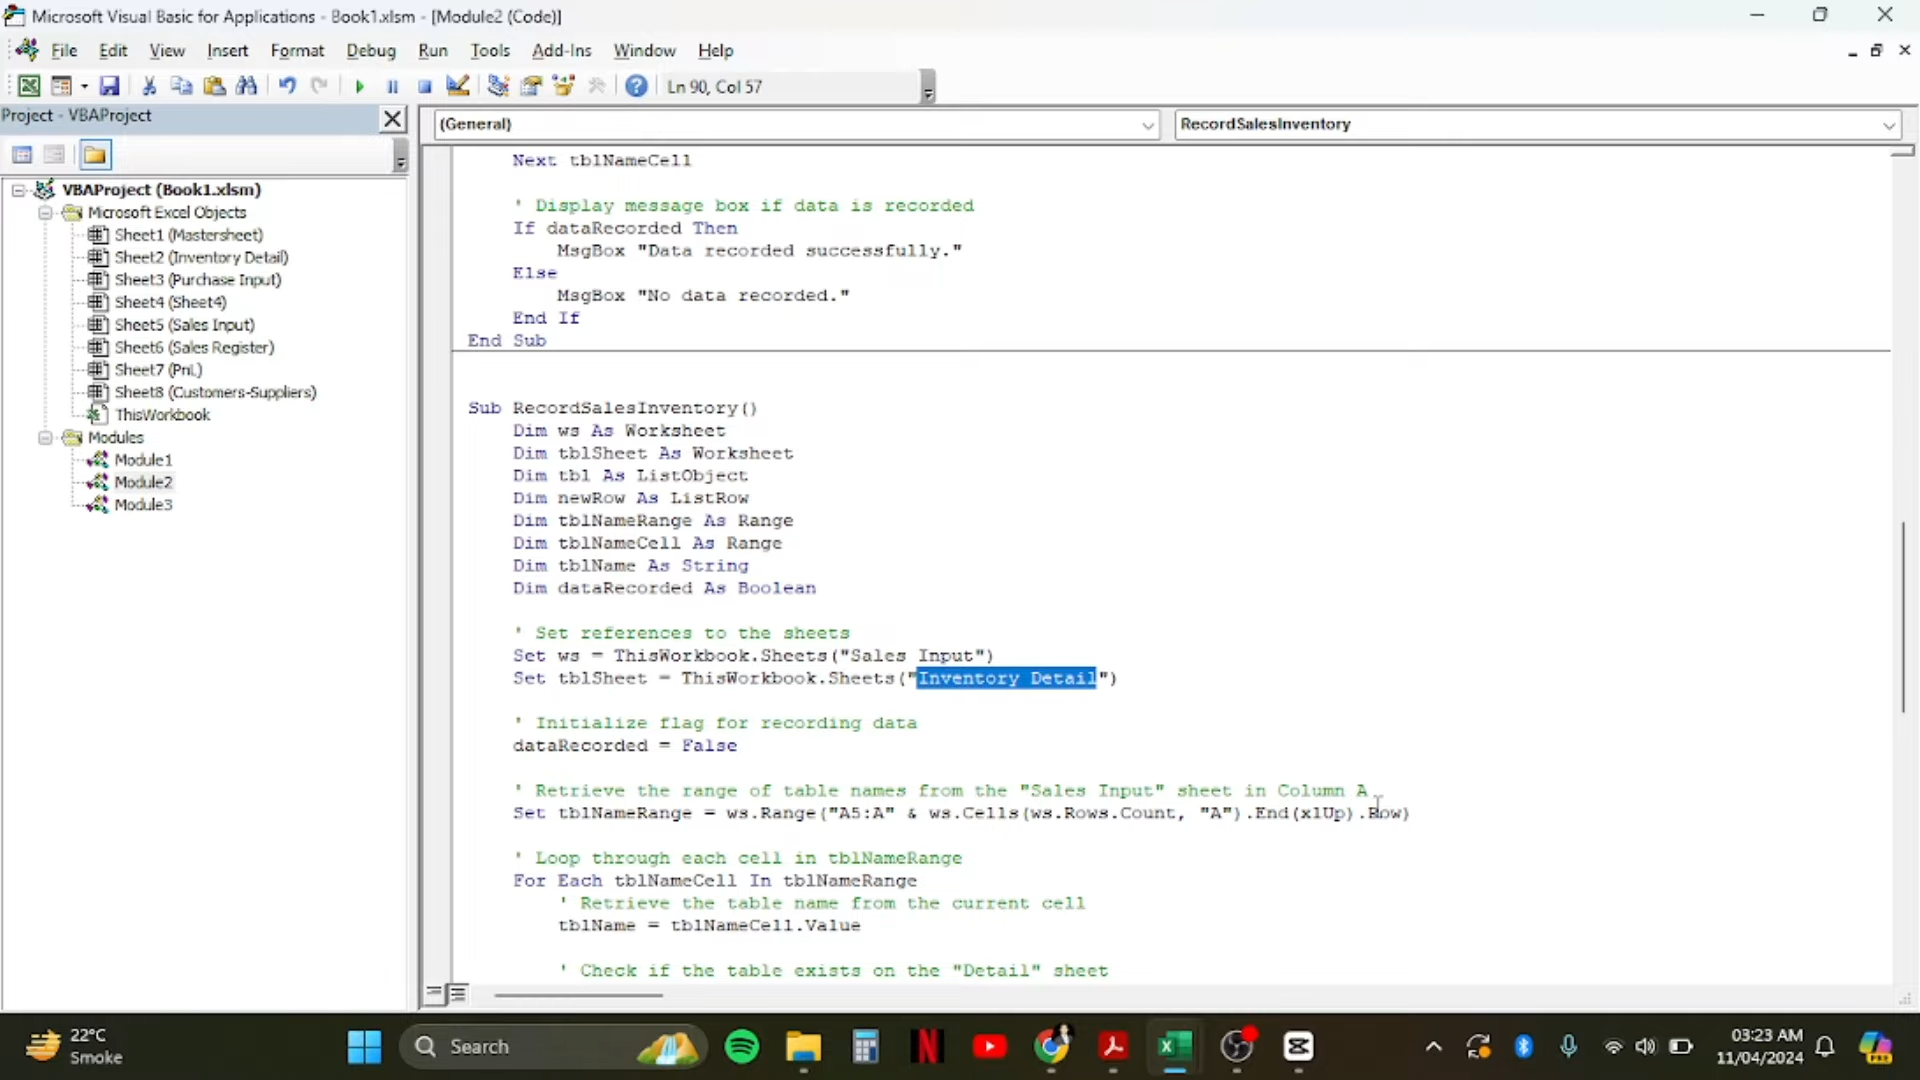 Microsoft Visual Basic for Applications - Book1.xlsm - [Module2 (Code)]
File Edit View Insert Format Debug Run Tools Add-Ins Window Help
Ln 90, Col 57
Project - VBAProject
VBAProject (Book1.xlsm)
Microsoft Excel Objects
Sheet1 (Mastersheet)
Sheet2 (Inventory Detail)
Sheet3 (Purchase Input)
Sheet4 (Sheet4)
Sheet5 (Sales Input)
Sheet6 (Sales Register)
Sheet7 (PnL)
Sheet8 (Customers-Suppliers)
ThisWorkbook
Modules
Module1
Module2
Module3
(General)
RecordSalesInventory
Next tblNameCell
' Display message box if data is recorded
If dataRecorded Then
MsgBox "Data recorded successfully."
Else
MsgBox "No data recorded."
End If
End Sub
Sub RecordSalesInventory()
Dim ws As Worksheet
Dim tblSheet As Worksheet
Dim tbl As ListObject
Dim newRow As ListRow
Dim tblNameRange As Range
Dim tblNameCell As Range
Dim tblName As String
Dim dataRecorded As Boolean
' Set references to the sheets
Set ws = ThisWorkbook.Sheets("Sales Input")
Set tblSheet = ThisWorkbook.Sheets("Inventory Detail")
' Initialize flag for recording data
dataRecorded = False
' Retrieve the range of table names from the "Sales Input" sheet in Column A
Set tblNameRange = ws.Range("A5:A" & ws.Cells(ws.Rows.Count, "A").End(xlUp).Row)
' Loop through each cell in tblNameRange
For Each tblNameCell In tblNameRange
' Retrieve the table name from the current cell
tblName = tblNameCell.Value
' Check if the table exists on the "Detail" sheet
22°C
Smoke
Search
03:23 AM
11/04/2024